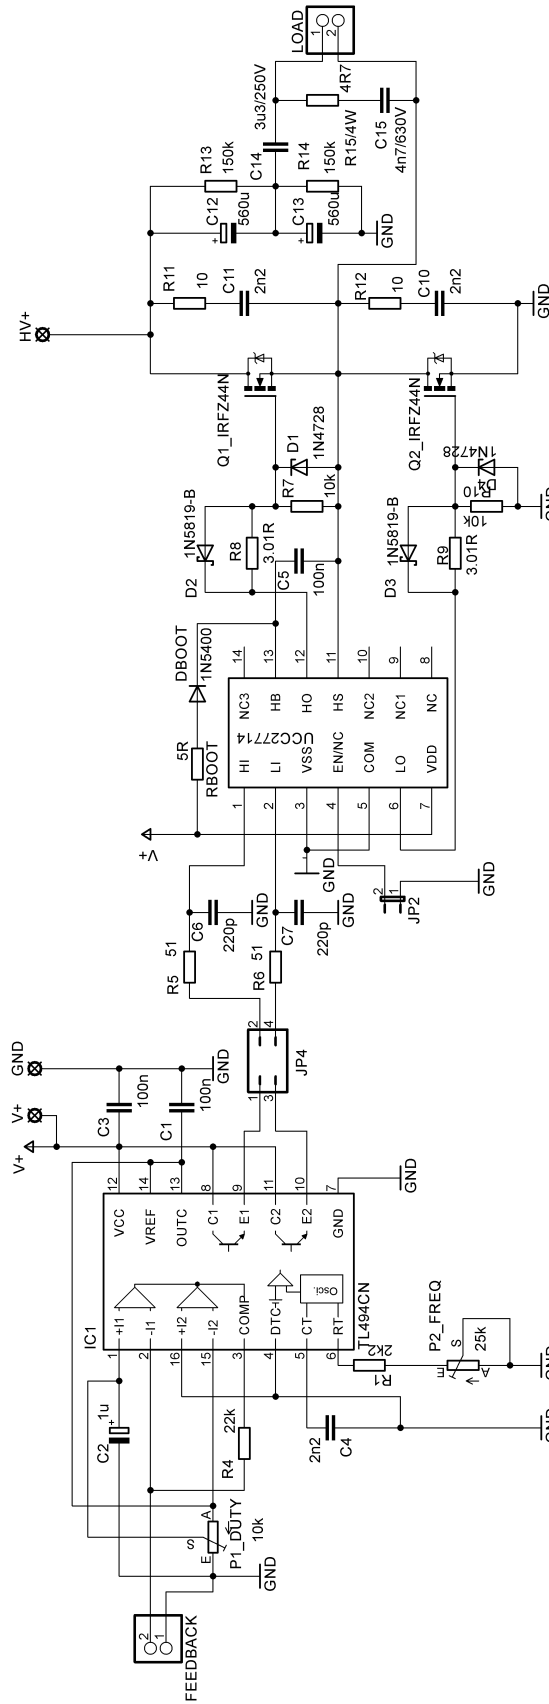 FEEDBACK
2
1
GND
C2
1u
+
P1_DUTY
10k
S
E
A
R4
22k
IC1
TL494CN
1
2
16
15
3
4
5
6
+I1
-I1
+I2
-I2
COMP
DTC
CT
RT
Osci.
VCC
VREF
OUTC
C1
E1
C2
E2
GND
12
14
13
8
9
11
10
7
2n2
C4
GND
R1
2k2
P2_FREQ
25k
S
E
A
GND
V+
V+
GND
C3
100n
C1
100n
GND
GND
JP4
1
2
3
4
R5
51
C6
220p
GND
R6
51
C7
220p
GND
JP2
2
1
GND
V+
GND
RBOOT
5R
DBOOT
1N5400
UCC27714
1
2
3
4
5
6
7
HI
LI
VSS
EN/NC
COM
LO
VDD
NC3
HB
HO
HS
NC2
NC1
NC
14
13
12
11
10
9
8
D2
1N5819-B
R8
3.01R
C5
100n
R7
10k
D1
1N4728
Q1_IRFZ44N
D3
1N5819-B
R9
3.01R
R10
10k
D4
1N4728
GND
Q2_IRFZ44N
HV+
R11
10
C11
2n2
R12
10
C10
2n2
GND
C12
560u
+
C13
560u
+
R13
150k
R14
150k
GND
C14
3u3/250V
R15/4W
4R7
C15
4n7/630V
LOAD
1
2